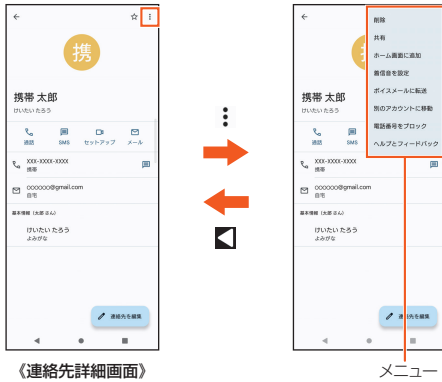 携
携帯 太郎
けいたい たろう
通話 SMS セットアップ メール
XXX-XXXX-XXXX
携帯
oooooo@gmail.com
自宅
基本情報（太郎 さん）
けいたい たろう
よみがな
連絡先を編集
《連絡先詳細画面》
削除
共有
ホーム画面に追加
着信音を設定
ボイスメールに転送
別のアカウントに移動
電話番号をブロック
ヘルプとフィードバック
携帯 太郎
けいたい たろう
通話 SMS
XXX-XXXX-XXXX
携帯
oooooo@gmail.com
自宅
基本情報（太郎 さん）
けいたい たろう
よみがな
連絡先を編集
メニュー